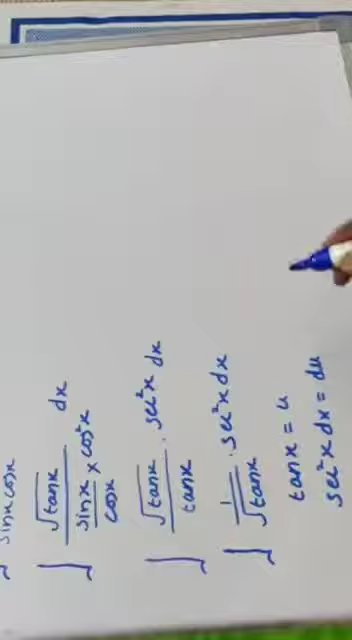 sinx cosx
∫ √tanx / (sinx/cosx × cos²x) dx
∫ √tanx / tanx . sec²x dx
∫ 1/√tanx . sec²x dx
tanx = u
sec²x dx = du